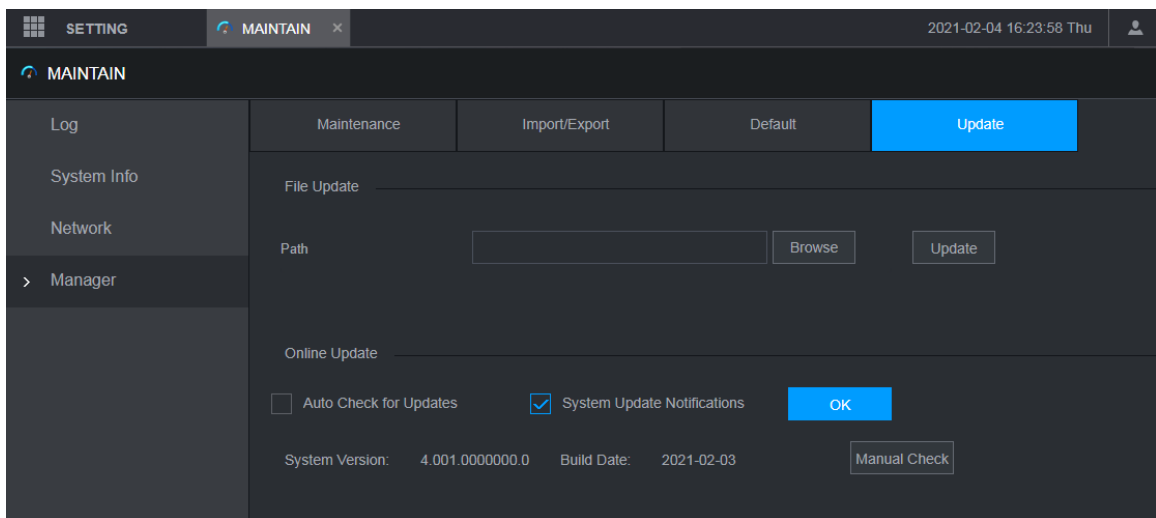 SETTING MAINTAIN × 2021-02-04 16:23:58 Thu
MAINTAIN
Log Maintenance Import/Export Default Update
System Info
File Update
Network
Path Browse Update
Manager
Online Update
Auto Check for Updates System Update Notifications OK
System Version: 4.001.0000000.0 Build Date: 2021-02-03 Manual Check